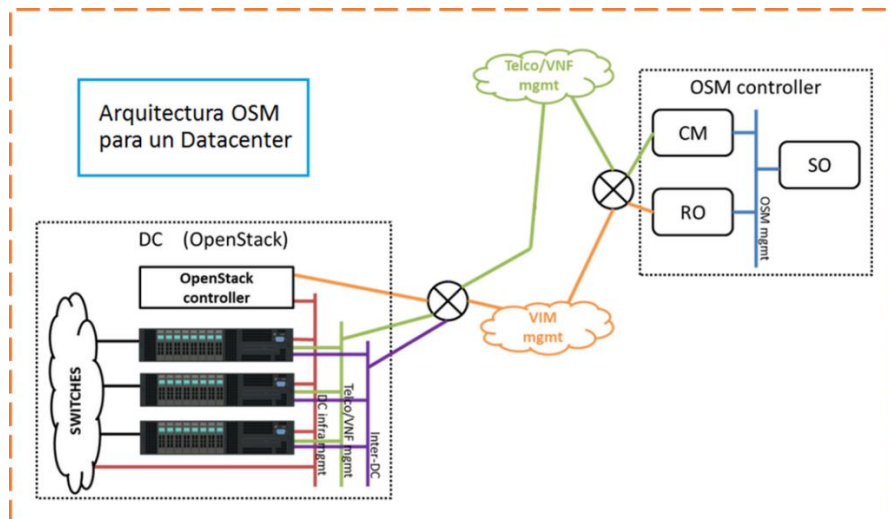 Arquitectura OSM
para un Datacenter
Telco/VNF
mgmt
OSM controller
CM
SO
RO
OSM mgmt
DC (OpenStack)
OpenStack
controller
VIM
mgmt
SWITCHES
DC infra mgmt
Telco/VNF mgmt
Inter-DC